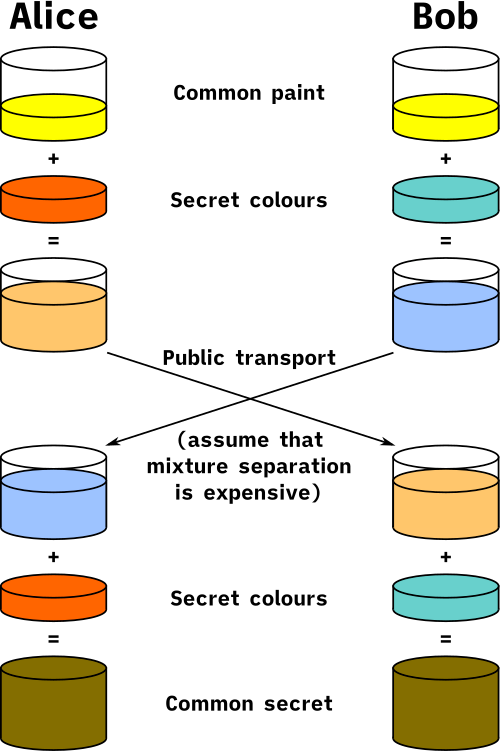 Alice Bob
Common paint
+ +
Secret colours
= =
Public transport
(assume that
mixture separation
is expensive)
+ +
Secret colours
= =
Common secret